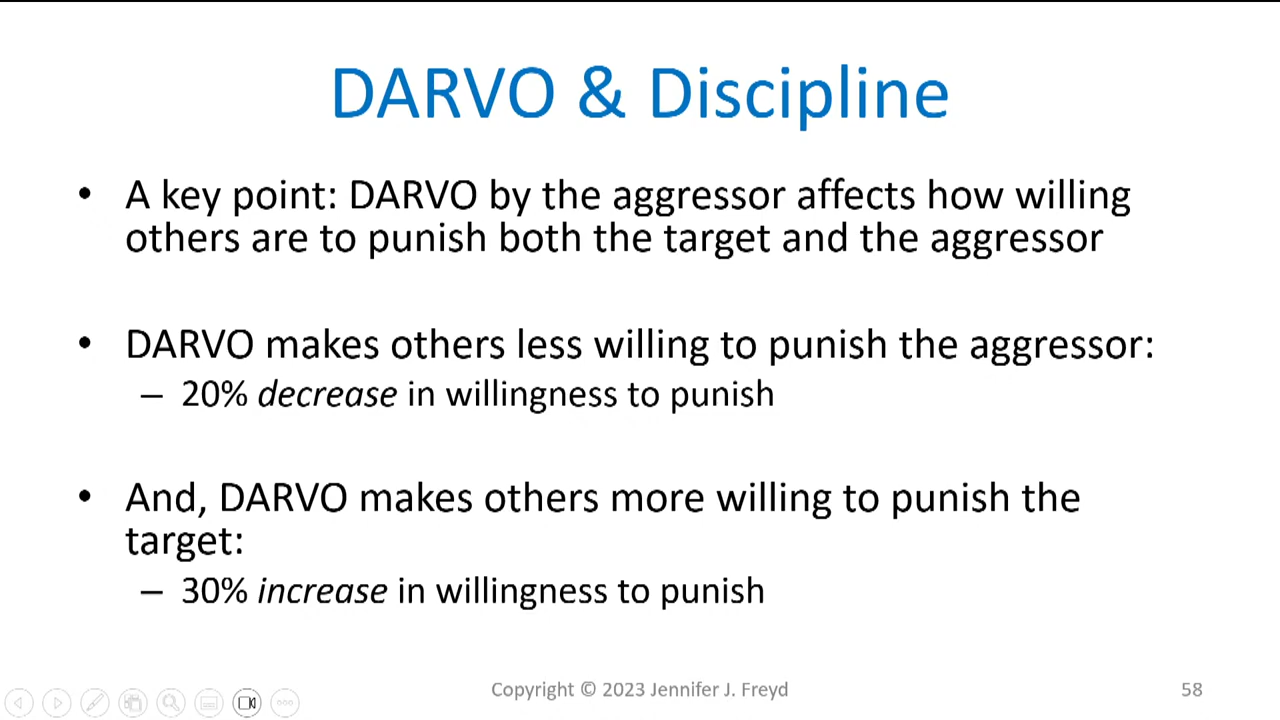 DARVO & Discipline
• A key point: DARVO by the aggressor affects how willing
others are to punish both the target and the aggressor
• DARVO makes others less willing to punish the aggressor:
– 20% decrease in willingness to punish
• And, DARVO makes others more willing to punish the
target:
– 30% increase in willingness to punish
Copyright © 2023 Jennifer J. Freyd
58